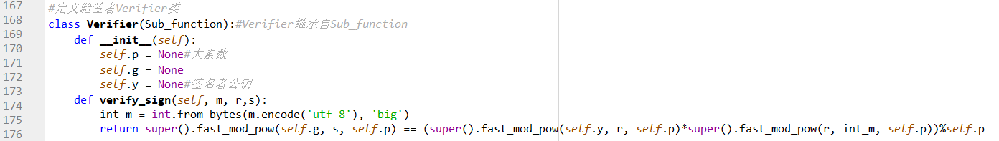 167 #定义验签者Verifier类
168 class Verifier(Sub_function):#Verifier继承自Sub_function
169 def __init__(self):
170 self.p = None#大素数
171 self.g = None
172 self.y = None#签名者公钥
173 def verify_sign(self, m, r,s):
174 int_m = int.from_bytes(m.encode('utf-8'), 'big')
175 return super().fast_mod_pow(self.g, s, self.p) == (super().fast_mod_pow(self.y, r, self.p)*super().fast_mod_pow(r, int_m, self.p))%self.p
176